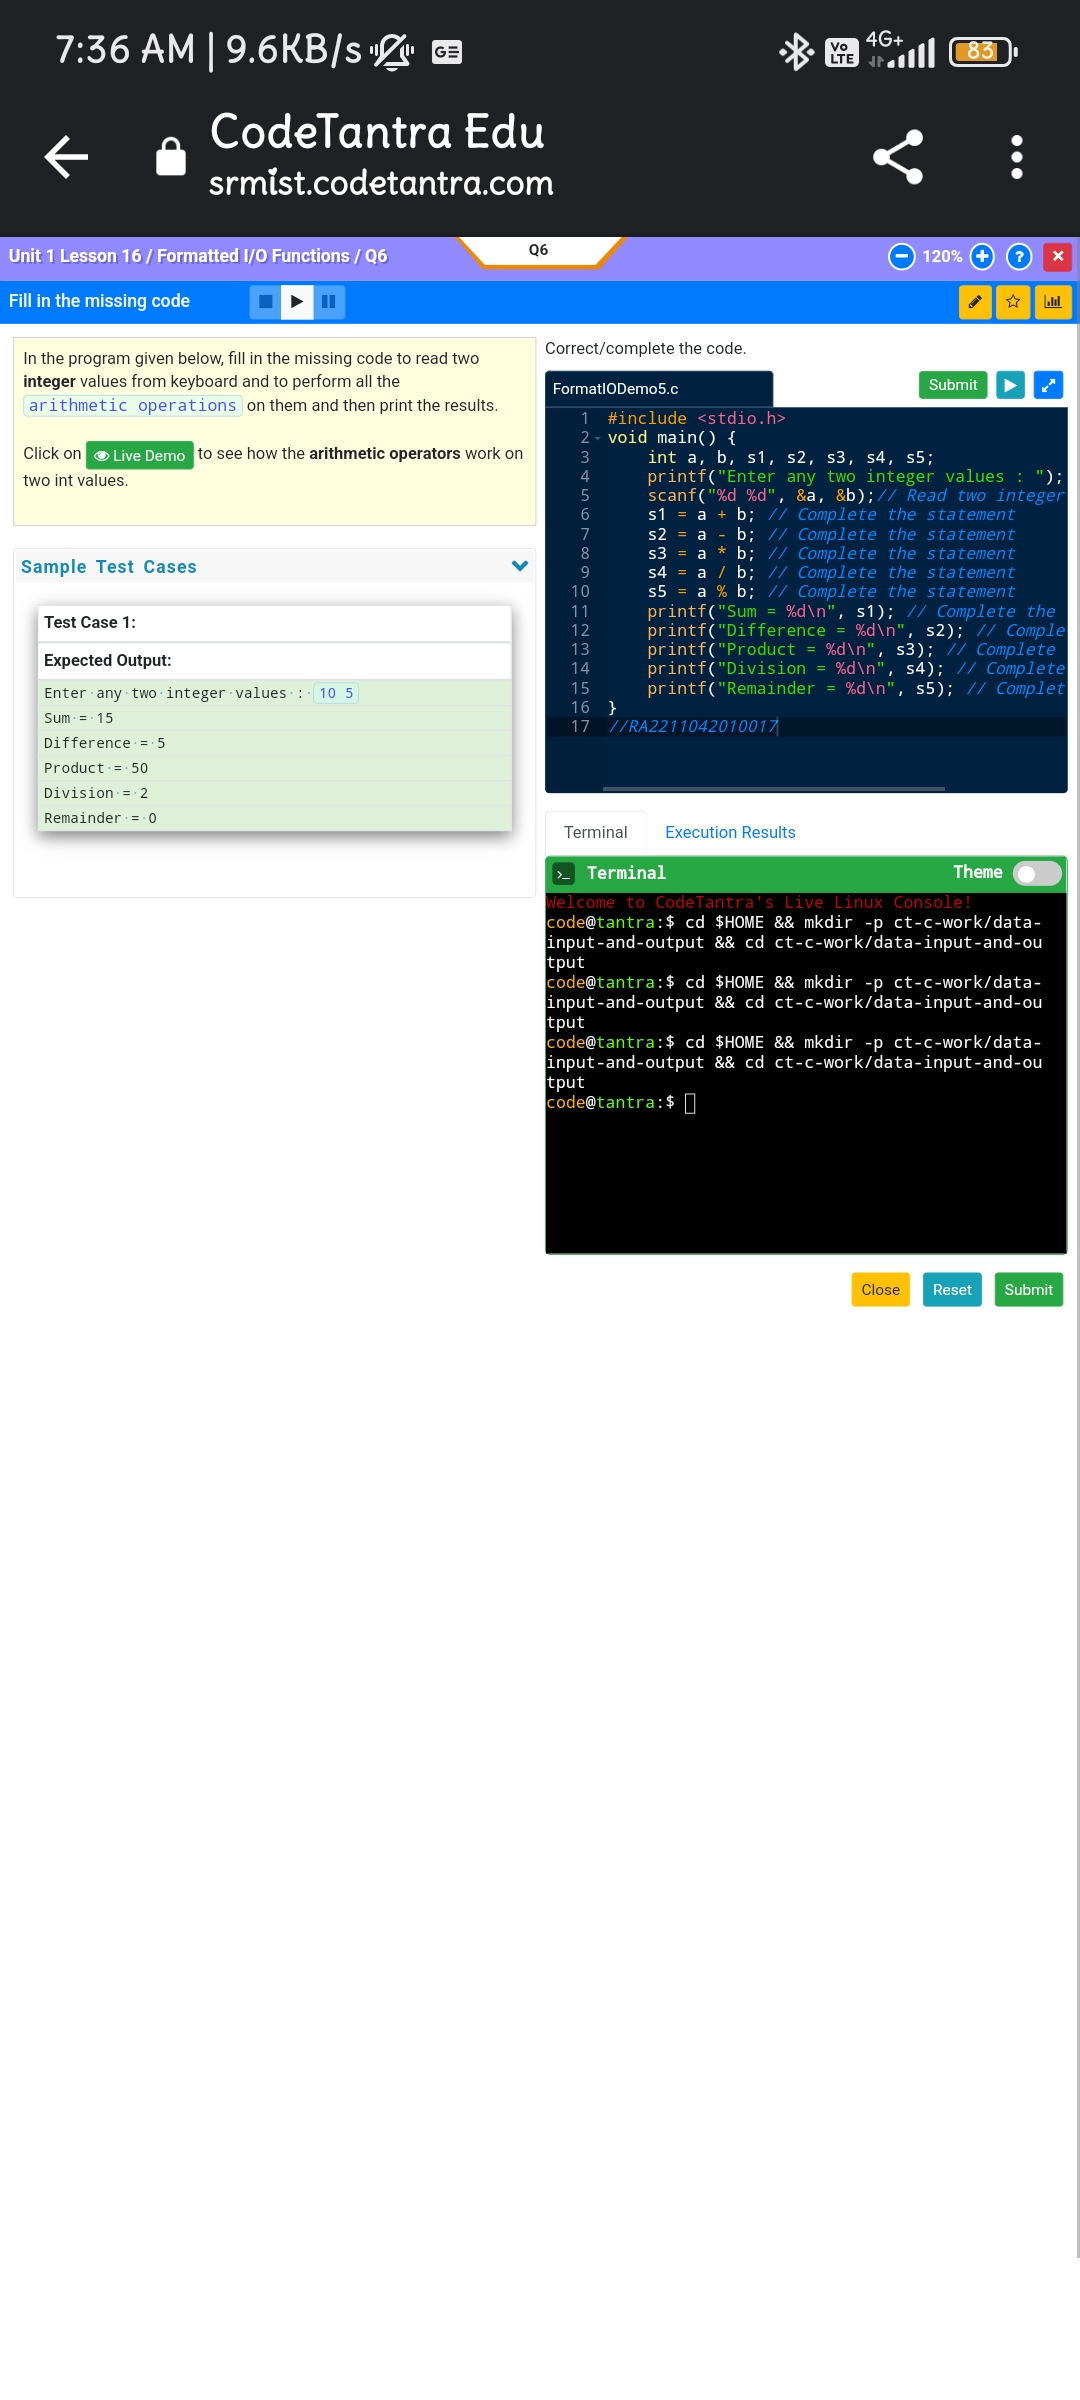 7:36 AM | 9.6KB/s
Vo LTE 4G+ 83
CodeTantra Edu
srmist.codetantra.com
Unit 1 Lesson 16 / Formatted I/O Functions / Q6
Q6
120%
Fill in the missing code
In the program given below, fill in the missing code to read two
integer values from keyboard and to perform all the
arithmetic operations on them and then print the results.
Click on Live Demo to see how the arithmetic operators work on
two int values.
Sample Test Cases
Test Case 1:
Expected Output:
Enter·any·two·integer·values·:·10 5
Sum·=·15
Difference·=·5
Product·=·50
Division·=·2
Remainder·=·0
Correct/complete the code.
FormatIODemo5.c
Submit
1 #include <stdio.h>
2 void main() {
3 int a, b, s1, s2, s3, s4, s5;
4 printf("Enter any two integer values : ");
5 scanf("%d %d", &a, &b);// Read two integer
6 s1 = a + b; // Complete the statement
7 s2 = a - b; // Complete the statement
8 s3 = a * b; // Complete the statement
9 s4 = a / b; // Complete the statement
10 s5 = a % b; // Complete the statement
11 printf("Sum = %d\n", s1); // Complete the
12 printf("Difference = %d\n", s2); // Comple
13 printf("Product = %d\n", s3); // Complete
14 printf("Division = %d\n", s4); // Complete
15 printf("Remainder = %d\n", s5); // Complet
16 }
17 //RA2211042010017
Terminal
Execution Results
>_ Terminal
Theme
Welcome to CodeTantra's Live Linux Console!
code@tantra:$ cd $HOME && mkdir -p ct-c-work/data-
input-and-output && cd ct-c-work/data-input-and-ou
tput
code@tantra:$ cd $HOME && mkdir -p ct-c-work/data-
input-and-output && cd ct-c-work/data-input-and-ou
tput
code@tantra:$ cd $HOME && mkdir -p ct-c-work/data-
input-and-output && cd ct-c-work/data-input-and-ou
tput
code@tantra:$
Close
Reset
Submit